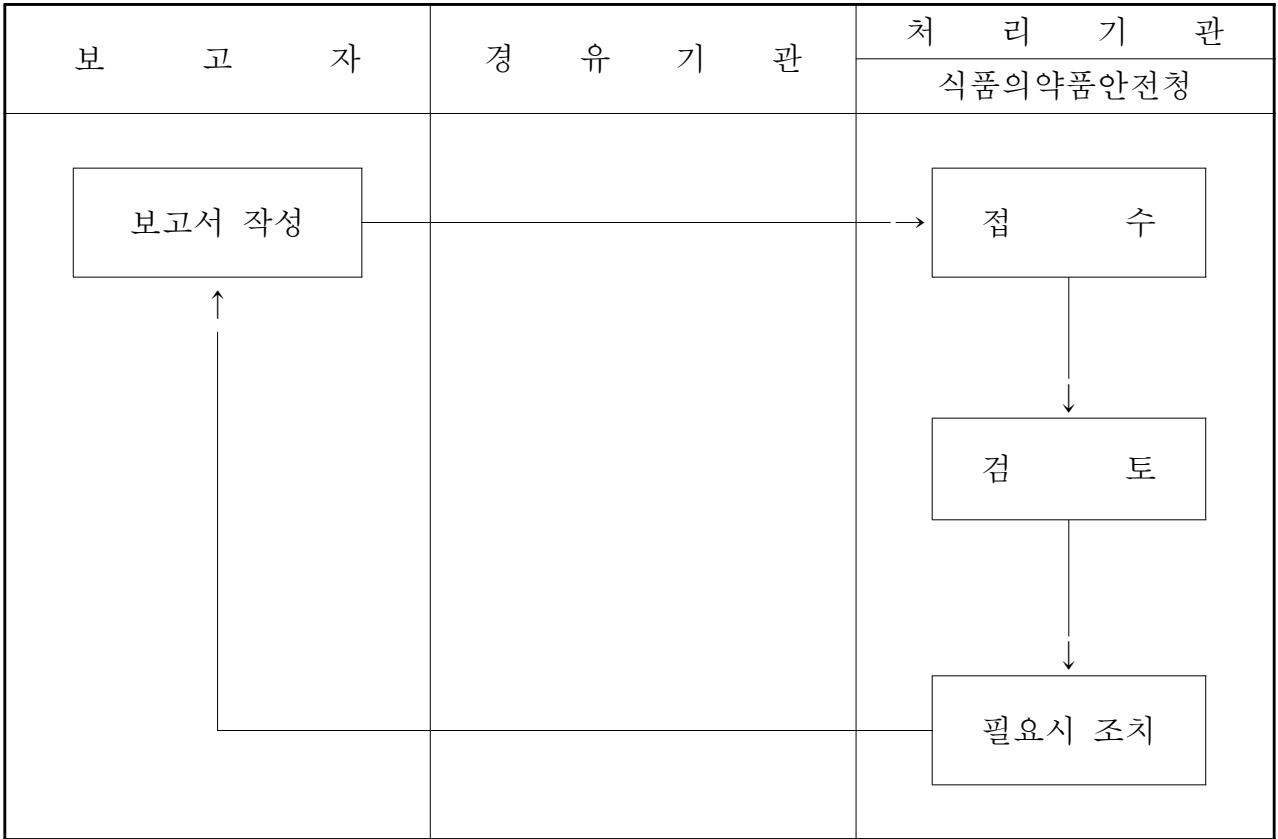 보 고 자
경 유 기 관
처 리 기 관
식품의약품안전청
보고서 작성
접 수
검 토
필요시 조치